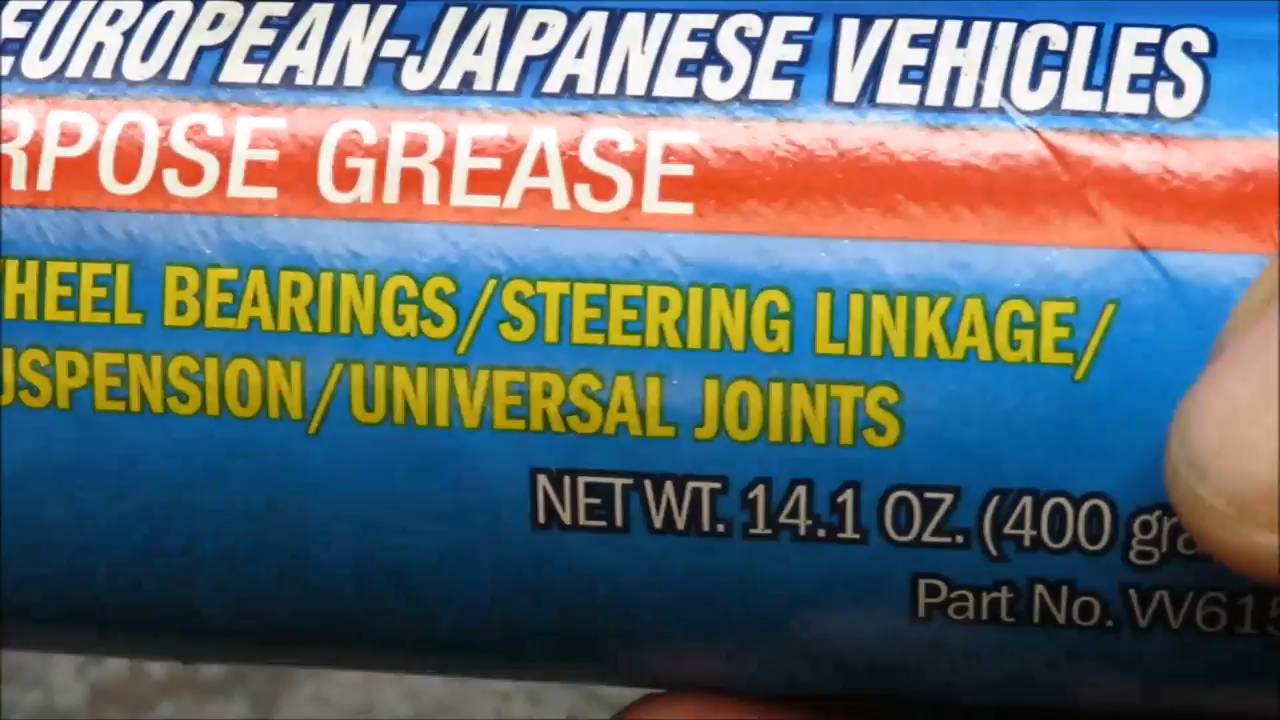 EUROPEAN-JAPANESE VEHICLES
RPOSE GREASE
HEEL BEARINGS/STEERING LINKAGE/
USPENSION/UNIVERSAL JOINTS
NET WT. 14.1 OZ. (400 gra
Part No. VV615